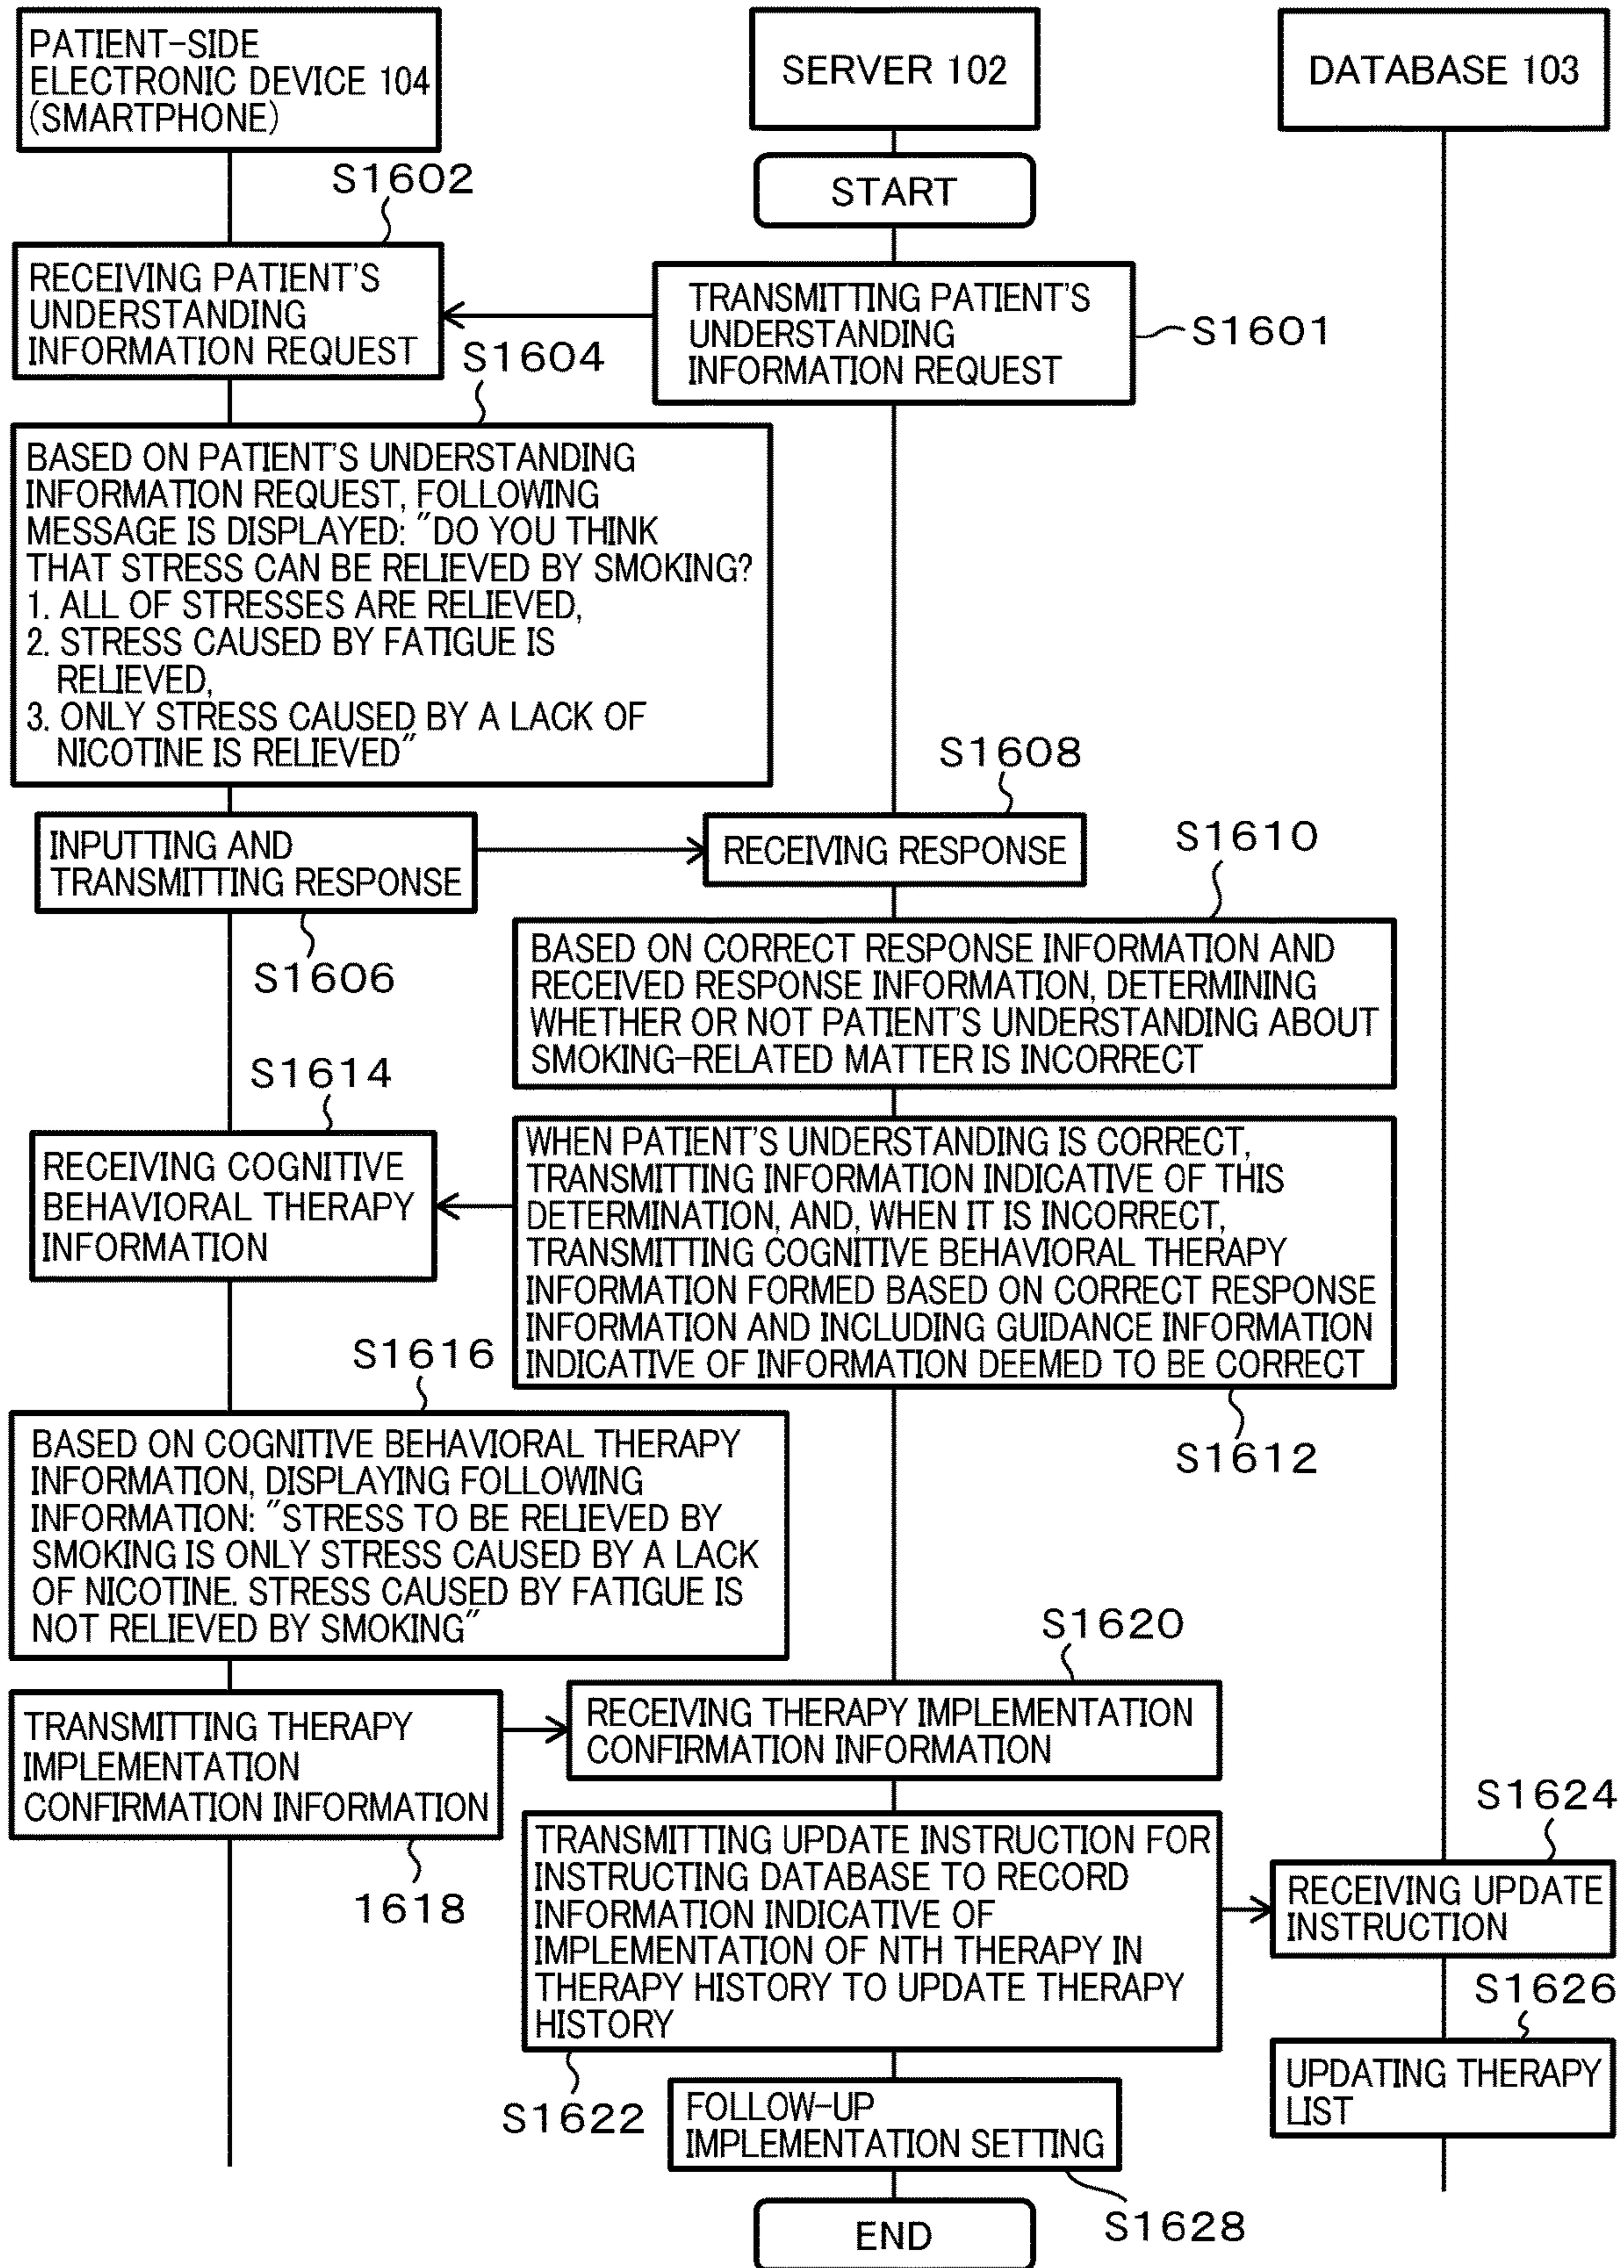 PATIENT-SIDE
ELECTRONIC DEVICE 104
(SMARTPHONE)
SERVER 102
DATABASE 103
START
S1602
RECEIVING PATIENT'S
UNDERSTANDING
INFORMATION REQUEST
TRANSMITTING PATIENT'S
UNDERSTANDING
INFORMATION REQUEST
S1601
S1604
BASED ON PATIENT'S UNDERSTANDING
INFORMATION REQUEST, FOLLOWING
MESSAGE IS DISPLAYED: "DO YOU THINK
THAT STRESS CAN BE RELIEVED BY SMOKING?
1. ALL OF STRESSES ARE RELIEVED,
2. STRESS CAUSED BY FATIGUE IS
RELIEVED,
3. ONLY STRESS CAUSED BY A LACK OF
NICOTINE IS RELIEVED"
S1608
INPUTTING AND
TRANSMITTING RESPONSE
S1606
RECEIVING RESPONSE
S1610
BASED ON CORRECT RESPONSE INFORMATION AND
RECEIVED RESPONSE INFORMATION, DETERMINING
WHETHER OR NOT PATIENT'S UNDERSTANDING ABOUT
SMOKING-RELATED MATTER IS INCORRECT
S1614
RECEIVING COGNITIVE
BEHAVIORAL THERAPY
INFORMATION
WHEN PATIENT'S UNDERSTANDING IS CORRECT,
TRANSMITTING INFORMATION INDICATIVE OF THIS
DETERMINATION, AND, WHEN IT IS INCORRECT,
TRANSMITTING COGNITIVE BEHAVIORAL THERAPY
INFORMATION FORMED BASED ON CORRECT RESPONSE
INFORMATION AND INCLUDING GUIDANCE INFORMATION
INDICATIVE OF INFORMATION DEEMED TO BE CORRECT
S1612
S1616
BASED ON COGNITIVE BEHAVIORAL THERAPY
INFORMATION, DISPLAYING FOLLOWING
INFORMATION: "STRESS TO BE RELIEVED BY
SMOKING IS ONLY STRESS CAUSED BY A LACK
OF NICOTINE. STRESS CAUSED BY FATIGUE IS
NOT RELIEVED BY SMOKING"
S1620
TRANSMITTING THERAPY
IMPLEMENTATION
CONFIRMATION INFORMATION
1618
RECEIVING THERAPY IMPLEMENTATION
CONFIRMATION INFORMATION
TRANSMITTING UPDATE INSTRUCTION FOR
INSTRUCTING DATABASE TO RECORD
INFORMATION INDICATIVE OF
IMPLEMENTATION OF NTH THERAPY IN
THERAPY HISTORY TO UPDATE THERAPY
HISTORY
S1622
S1624
RECEIVING UPDATE
INSTRUCTION
S1626
UPDATING THERAPY
LIST
FOLLOW-UP
IMPLEMENTATION SETTING
S1628
END